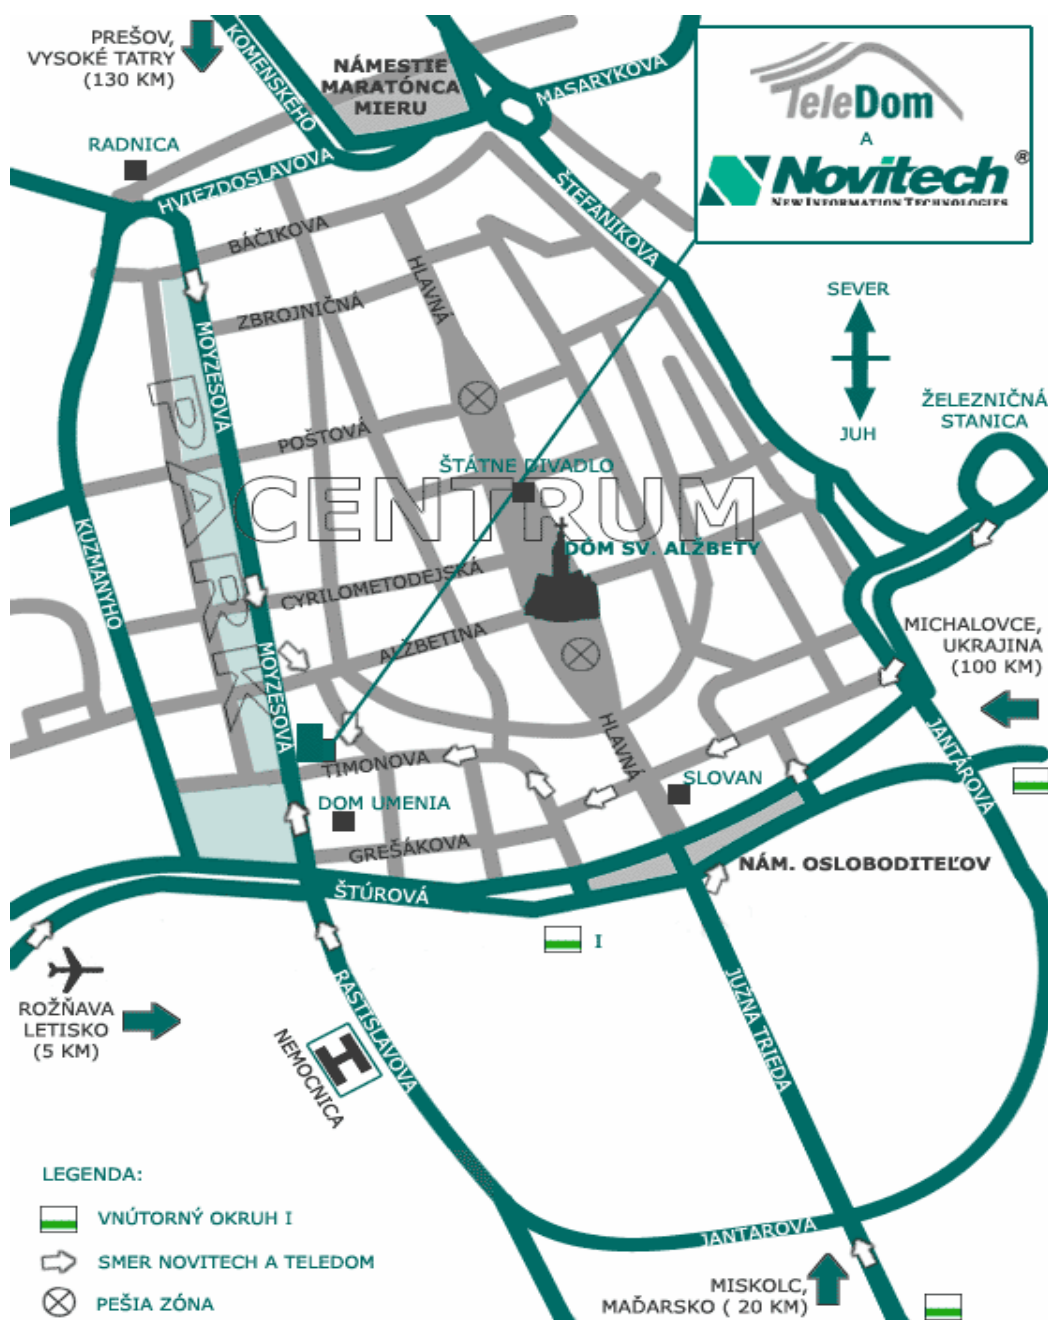 PREŠOV,
VYSOKÉ TATRY
(130 KM)
KOMENSKÉHO
NÁMESTIE
MARATÓNCA
MIERU
MASARYKOVA
TeleDom
A
Novitech®
NEW INFORMATION TECHNOLOGIES
RADNICA
HVIEZDOSLAVOVA
ŠTEFANIKOVA
BÁČIKOVA
HLAVNÁ
ZBROJNIČNÁ
SEVER
JUH
MOYZESOVA
PARK
POŠTOVÁ
ŽELEZNIČNÁ
STANICA
ŠTÁTNE DIVADLO
CENTRUM
DÓM SV. ALŽBETY
KUZMANYHO
CYRILOMETODEJSKÁ
ALŽBETINA
MICHALOVCE,
UKRAJINA
(100 KM)
MOYZESOVA
HLAVNÁ
JANTÁROVÁ
TIMONOVA
SLOVAN
DOM UMENIA
GREŠÁKOVA
NÁM. OSLOBODITEĽOV
ŠTÚROVÁ
I
ROŽŇAVA
LETISKO
(5 KM)
RASTISLAVOVA
JUŽNA TRIEDA
H
NEMOCNICA
JANTÁROVÁ
MISKOLC,
MAĎARSKO ( 20 KM)
LEGENDA:
VNÚTORNÝ OKRUH I
SMER NOVITECH A TELEDOM
PEŠIA ZÓNA